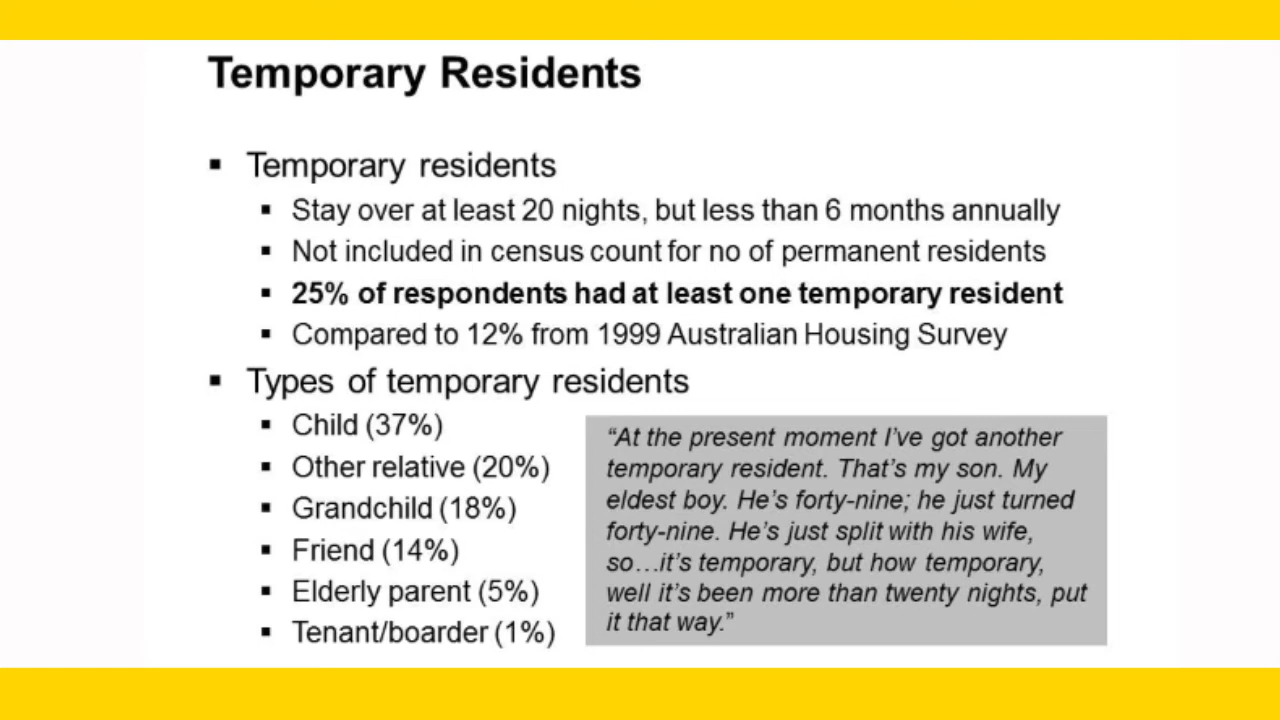 Temporary Residents
▪ Temporary residents
▪ Stay over at least 20 nights, but less than 6 months annually
▪ Not included in census count for no of permanent residents
▪ 25% of respondents had at least one temporary resident
▪ Compared to 12% from 1999 Australian Housing Survey
▪ Types of temporary residents
▪ Child (37%)
▪ Other relative (20%)
▪ Grandchild (18%)
▪ Friend (14%)
▪ Elderly parent (5%)
▪ Tenant/boarder (1%)
“At the present moment I’ve got another
temporary resident. That’s my son. My
eldest boy. He’s forty-nine; he just turned
forty-nine. He’s just split with his wife,
so…it’s temporary, but how temporary,
well it’s been more than twenty nights, put
it that way.”